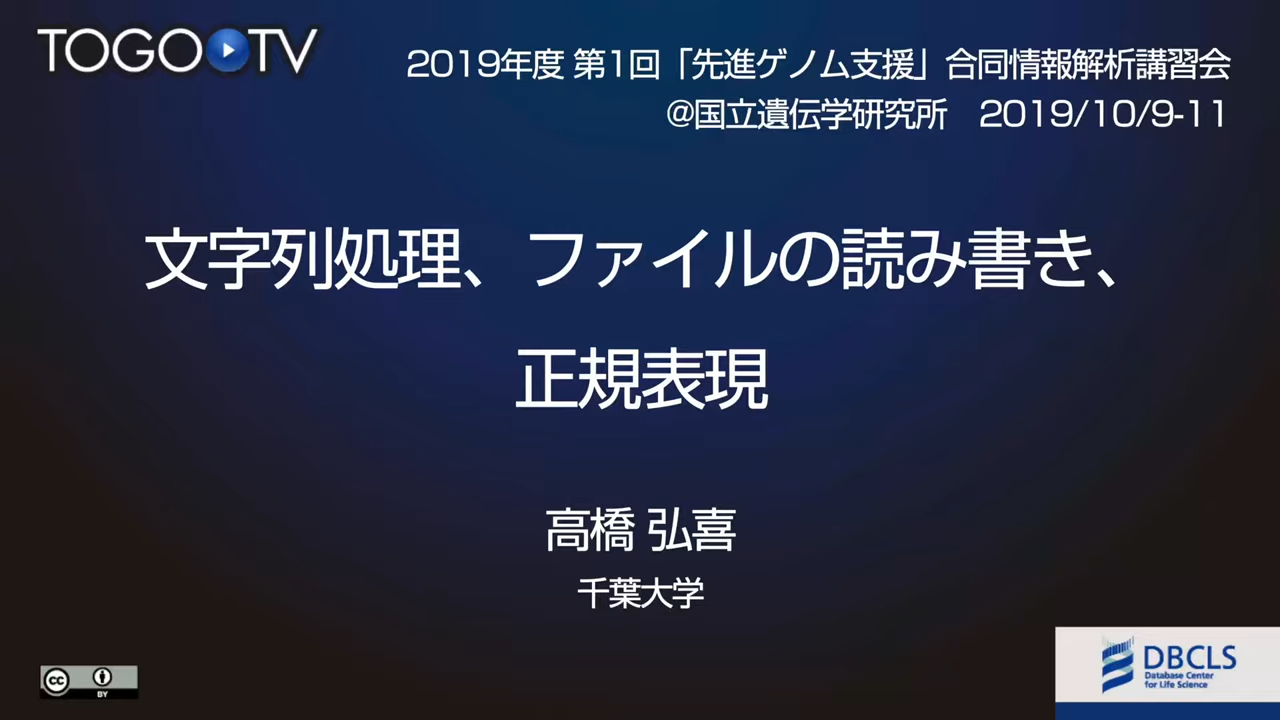 TOGO TV
2019年度 第1回「先進ゲノム支援」合同情報解析講習会
@国立遺伝学研究所　2019/10/9-11
文字列処理、ファイルの読み書き、
正規表現
高橋 弘喜
千葉大学
cc
BY
DBCLS
Database Center
for Life Science